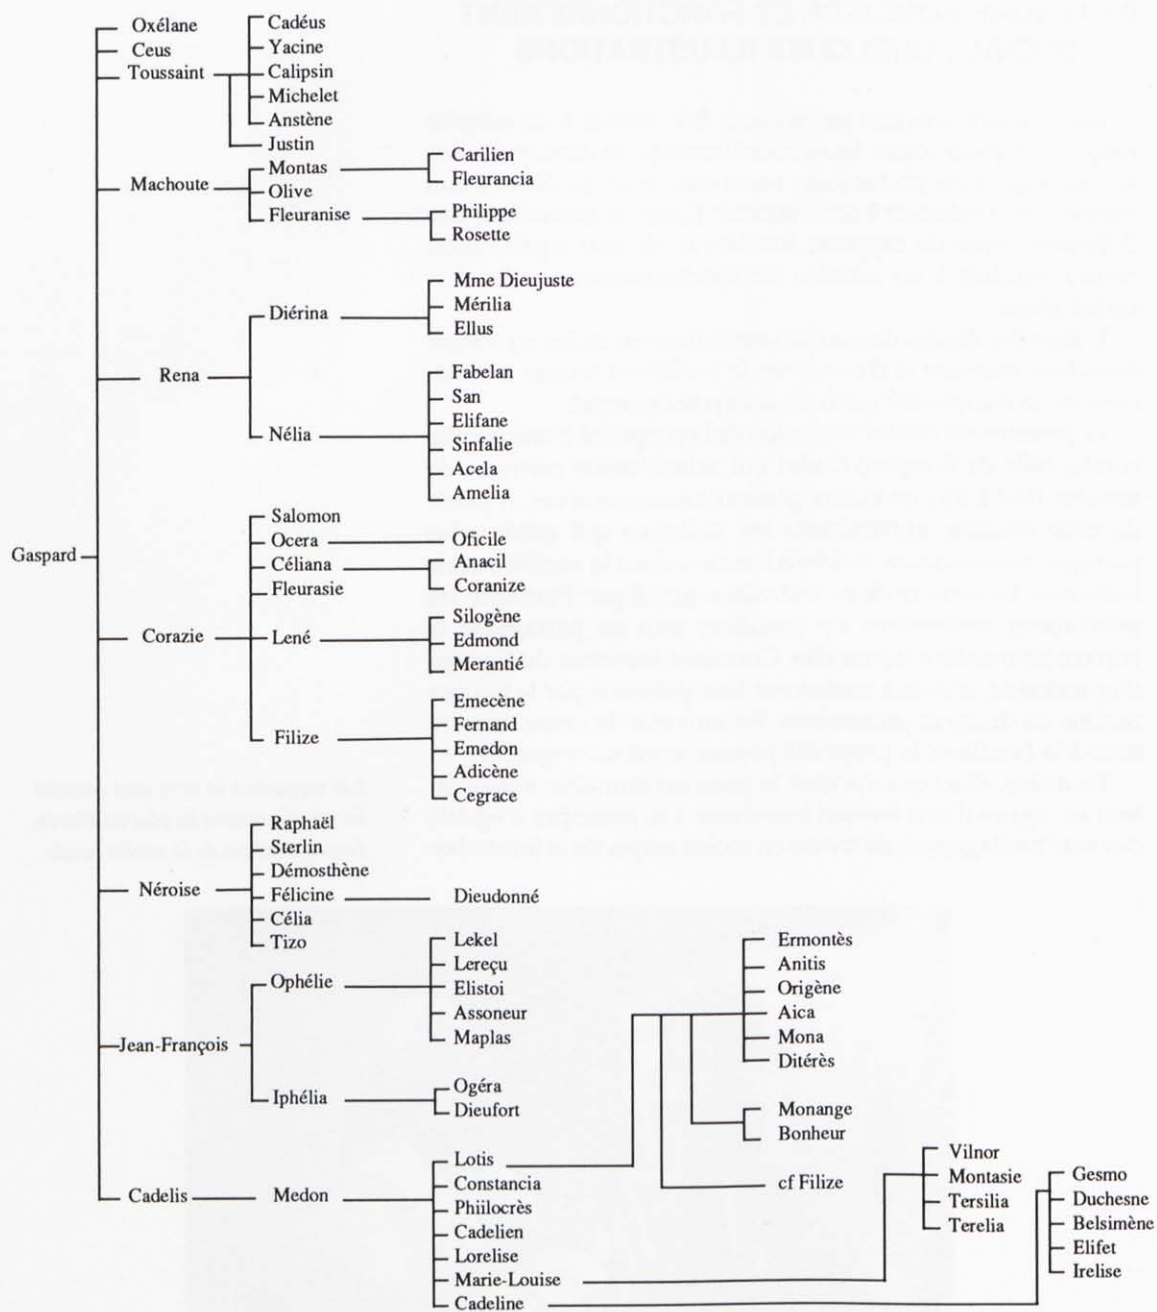 Oxélane
Ceus
Toussaint
Cadéus
Yacine
Calipsin
Michelet
Anstène
Justin
Machoute
Montas
Olive
Fleuranise
Carilien
Fleurancia
Philippe
Rosette
Rena
Diérina
Mme Dieujuste
Mérilia
Ellus
Nélia
Fabelan
San
Elifane
Sinfalie
Acela
Amelia
Gaspard
Corazie
Salomon
Ocera
Céliana
Fleurasie
Oficile
Anacil
Coranize
Lené
Silogène
Edmond
Merantié
Filize
Emecène
Fernand
Emedon
Adicène
Cegrace
Néroise
Raphaël
Sterlin
Démosthène
Félicine
Célia
Tizo
Dieudonné
Jean-François
Ophélie
Lekel
Lereçu
Elistoi
Assoneur
Maplas
Iphélia
Ogéra
Dieufort
Cadelis
Medon
Lotis
Constancia
Phiilocrès
Cadelien
Lorelise
Marie-Louise
Cadeline
Ermontès
Anitis
Origène
Aica
Mona
Ditérès
Monange
Bonheur
cf Filize
Vilnor
Montasie
Tersilia
Terelia
Gesmo
Duchesne
Belsimène
Elifet
Irelise